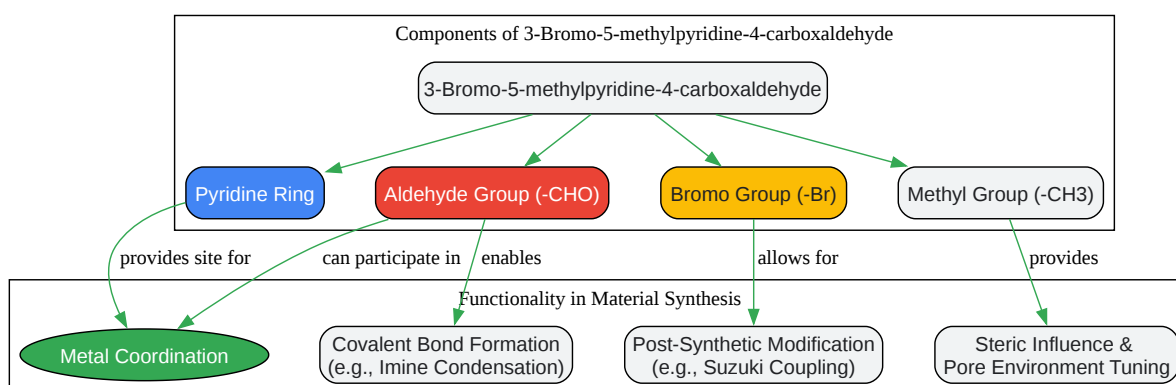 Components of 3-Bromo-5-methylpyridine-4-carboxaldehyde
3-Bromo-5-methylpyridine-4-carboxaldehyde
Pyridine Ring
Aldehyde Group (-CHO)
Bromo Group (-Br)
Methyl Group (-CH3)
provides site for
can participate in
enables
allows for
provides
Functionality in Material Synthesis
Metal Coordination
Covalent Bond Formation
(e.g., Imine Condensation)
Post-Synthetic Modification
(e.g., Suzuki Coupling)
Steric Influence &
Pore Environment Tuning